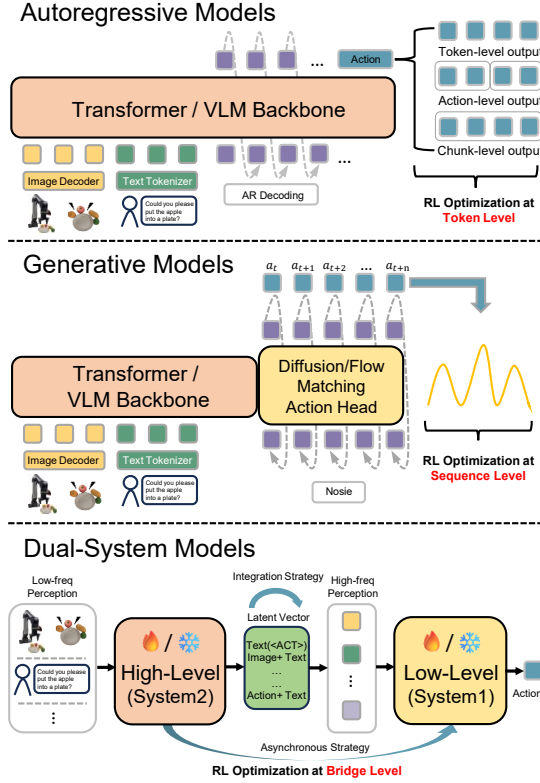 Autoregressive Models
...
Action
Token-level output
Action-level output
Chunk-level output
Transformer / VLM Backbone
...
Image Decoder
Text Tokenizer
AR Decoding
Could you please
put the apple
into a plate?
RL Optimization at
Token Level
Generative Models
a_t a_{t+1} a_{t+2} ... a_{t+n}
Transformer /
VLM Backbone
Diffusion/Flow
Matching
Action Head
Image Decoder
Text Tokenizer
Could you please
put the apple
into a plate?
Nosie
RL Optimization at
Sequence Level
Dual-System Models
Low-freq
Perception
Integration Strategy
Latent Vector
High-freq
Perception
Could you please
put the apple
into a plate?
...
/
High-Level
(System2)
Text(<ACT>)
Image+ Text
...
...
Action+ Text
...
/
Low-Level
(System1)
Action
Asynchronous Strategy
RL Optimization at Bridge Level